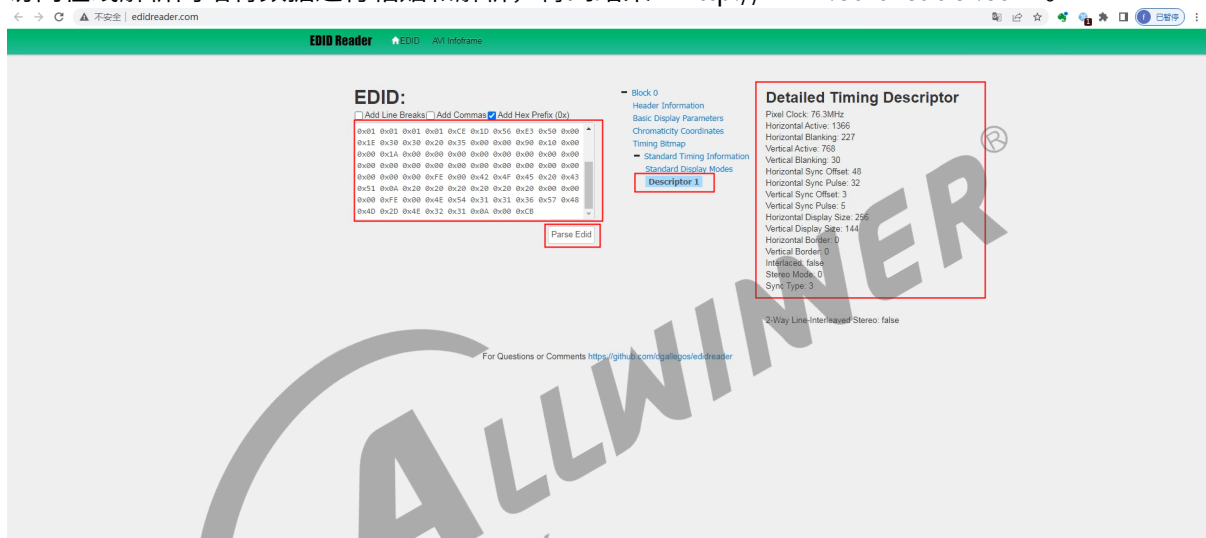 不安全 | edidreader.com
已暂停
EDID Reader
EDID
AVI Infoframe
EDID:
Add Line Breaks Add Commas Add Hex Prefix (0x)
0x01 0x01 0x01 0x01 0xCE 0x1D 0x56 0xE3 0x50 0x00
0x1E 0x30 0x30 0x20 0x35 0x00 0x00 0x90 0x10 0x00
0x00 0x1A 0x00 0x00 0x00 0x00 0x00 0x00 0x00 0x00
0x00 0x00 0x00 0x00 0x00 0x00 0x00 0x00 0x00 0x00
0x00 0x00 0x00 0xFE 0x00 0x42 0x4F 0x45 0x20 0x43
0x51 0x0A 0x20 0x20 0x20 0x20 0x20 0x20 0x00 0x00
0x00 0xFE 0x00 0x4E 0x54 0x31 0x31 0x36 0x57 0x48
0x4D 0x2D 0x4E 0x32 0x31 0x0A 0x00 0xCB
Parse Edid
Block 0
Header Information
Basic Display Parameters
Chromaticity Coordinates
Timing Bitmap
Standard Timing Information
Standard Display Modes
Descriptor 1
Detailed Timing Descriptor
Pixel Clock: 76.3MHz
Horizontal Active: 1366
Horizontal Blanking: 227
Vertical Active: 768
Vertical Blanking: 30
Horizontal Sync Offset: 48
Horizontal Sync Pulse: 32
Vertical Sync Offset: 3
Vertical Sync Pulse: 5
Horizontal Display Size: 256
Vertical Display Size: 144
Horizontal Border: 0
Vertical Border: 0
Interlaced: false
Stereo Mode: 0
Sync Type: 3
2-Way Line-Interleaved Stereo: false
For Questions or Comments https://github.com/dgallegos/edidreader
ALLWINNER®